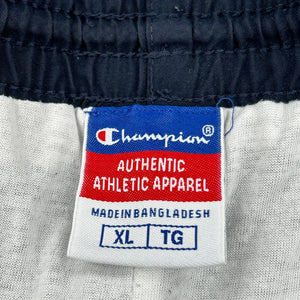 Champion®
AUTHENTIC
ATHLETIC APPAREL
MADE IN BANGLADESH
XL TG